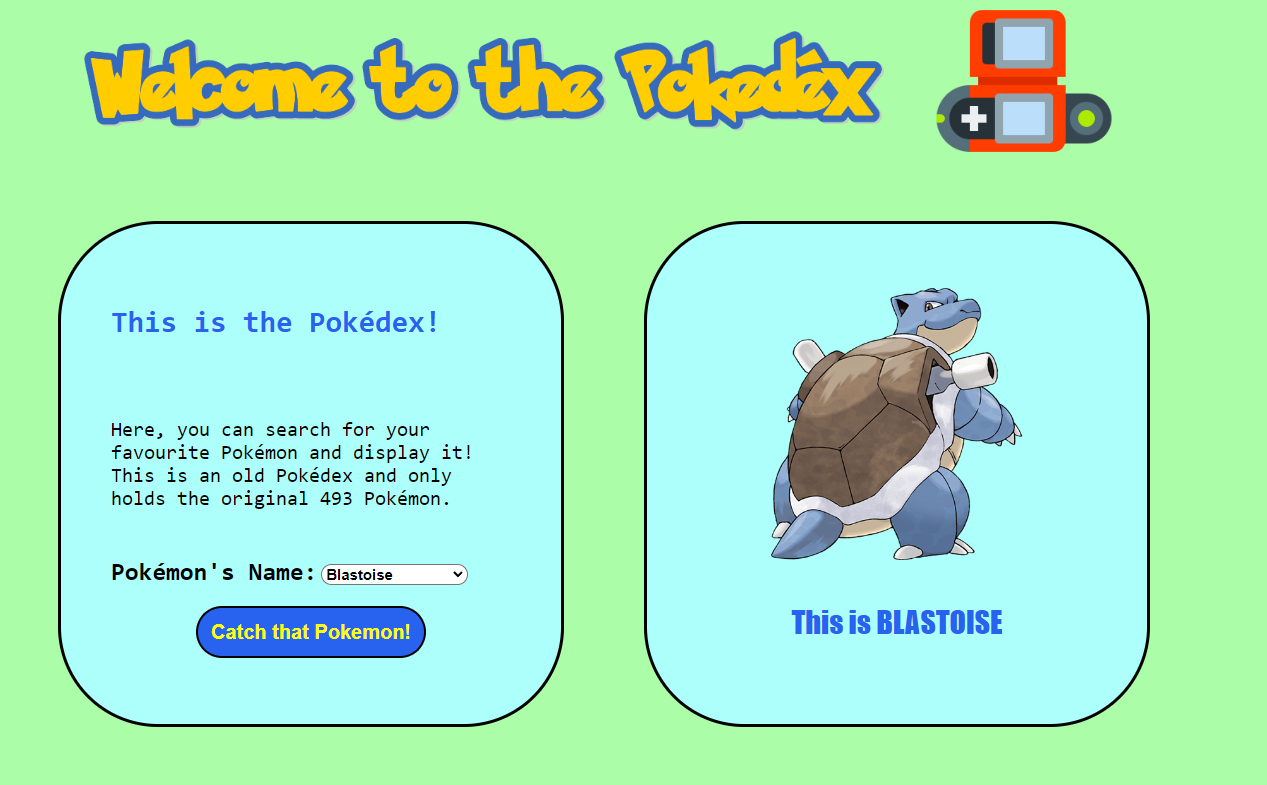 Welcome to the Pokedéx
This is the Pokédex!
Here, you can search for your
favourite Pokémon and display it!
This is an old Pokédex and only
holds the original 493 Pokémon.
Pokémon's Name: Blastoise
Catch that Pokemon!
This is BLASTOISE